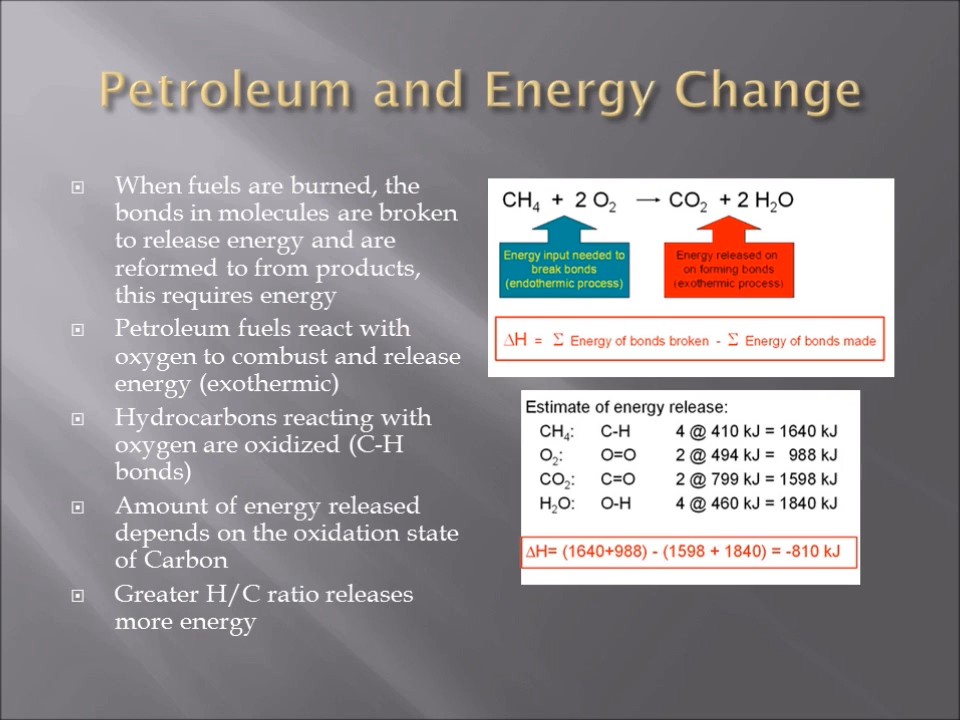 Petroleum and Energy Change
When fuels are burned, the
bonds in molecules are broken
to release energy and are
reformed to from products,
this requires energy
Petroleum fuels react with
oxygen to combust and release
energy (exothermic)
Hydrocarbons reacting with
oxygen are oxidized (C-H
bonds)
Amount of energy released
depends on the oxidation state
of Carbon
Greater H/C ratio releases
more energy
CH₄ + 2 O₂ → CO₂ + 2 H₂O
Energy input needed to
break bonds
(endothermic process)
Energy released on
on forming bonds
(exothermic process)
ΔH = Σ Energy of bonds broken - Σ Energy of bonds made
Estimate of energy release:
CH₄: C-H 4 @ 410 kJ = 1640 kJ
O₂: O=O 2 @ 494 kJ = 988 kJ
CO₂: C=O 2 @ 799 kJ = 1598 kJ
H₂O: O-H 4 @ 460 kJ = 1840 kJ
ΔH= (1640+988) - (1598 + 1840) = -810 kJ